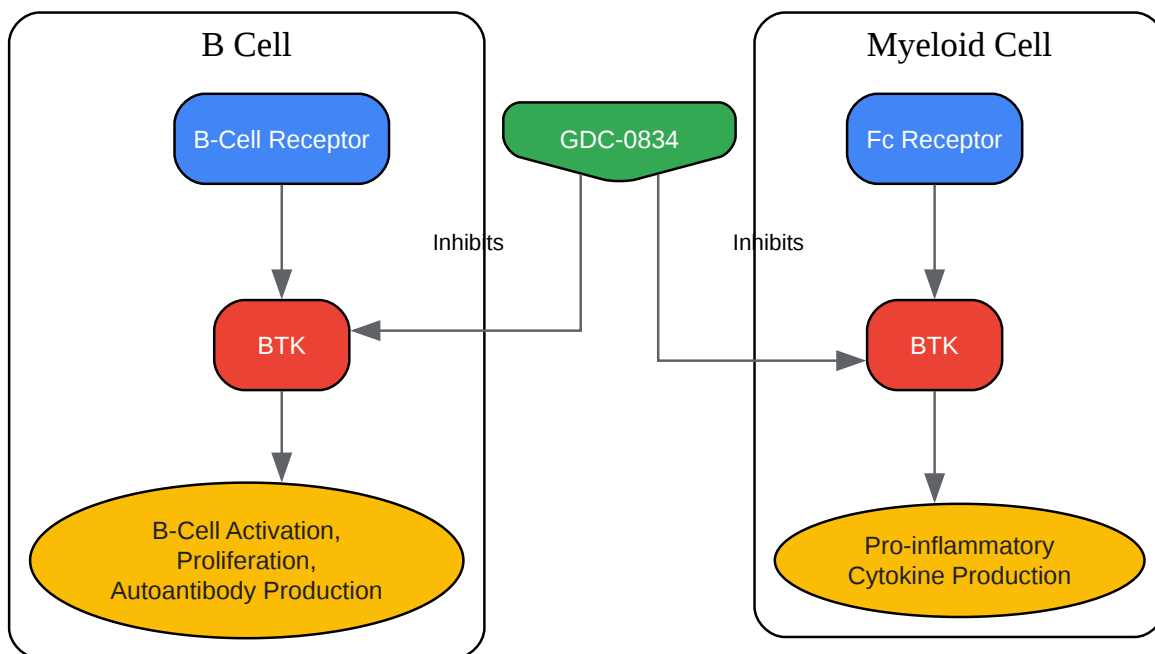 B Cell
Myeloid Cell
B-Cell Receptor
GDC-0834
Fc Receptor
Inhibits
Inhibits
BTK
BTK
B-Cell Activation,
Proliferation,
Autoantibody Production
Pro-inflammatory
Cytokine Production